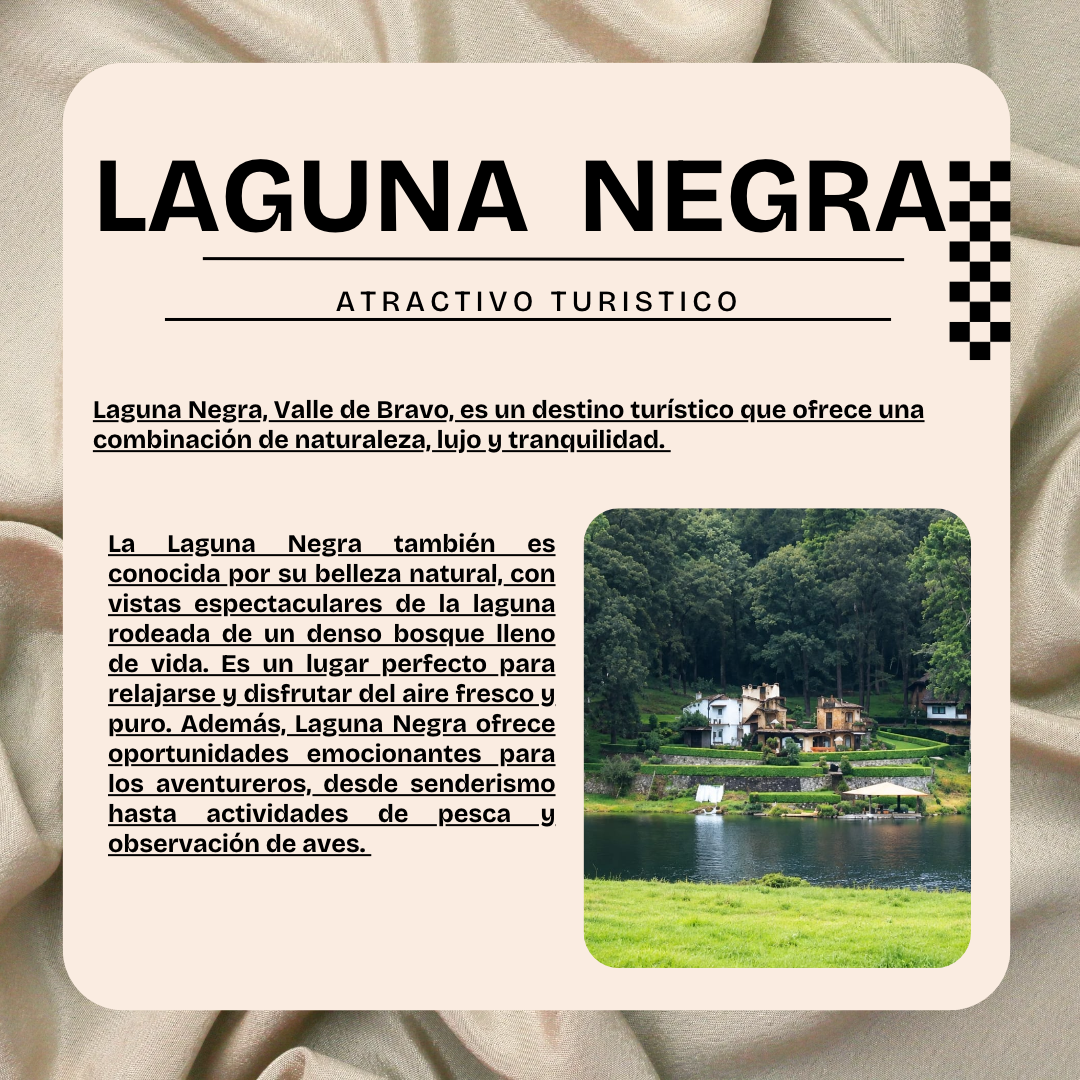 LAGUNA NEGRA
ATRACTIVO TURISTICO
Laguna Negra, Valle de Bravo, es un destino turístico que ofrece una
combinación de naturaleza, lujo y tranquilidad.
La Laguna Negra también es
conocida por su belleza natural, con
vistas espectaculares de la laguna
rodeada de un denso bosque lleno
de vida. Es un lugar perfecto para
relajarse y disfrutar del aire fresco y
puro. Además, Laguna Negra ofrece
oportunidades emocionantes para
los aventureros, desde senderismo
hasta actividades de pesca y
observación de aves.